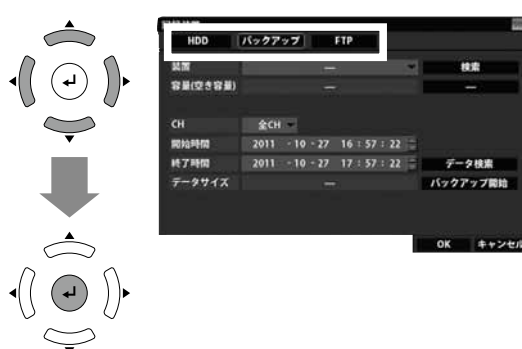 HDD バックアップ FTP
装置 — 検索
容量(空き容量) — —
CH 全CH
開始時間 2011 - 10 - 27 16 : 57 : 22
終了時間 2011 - 10 - 27 17 : 57 : 22 データ検索
データサイズ — バックアップ開始
OK キャンセル